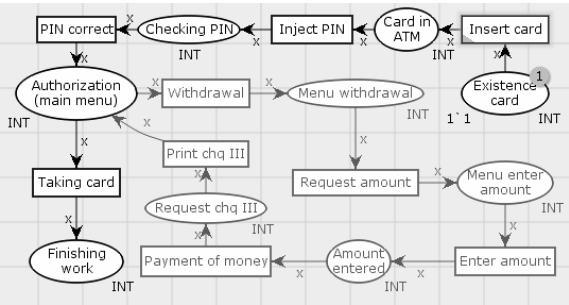 PIN correct
x
Checking PIN
INT
x
Inject PIN
x
Card in
ATM
INT
x
Insert card
x
Existence
card
1
1`1
INT
Authorization
(main menu)
INT
x
x
Withdrawal
x
Menu withdrawal
INT
x
x
Print chq III
x
Request chq III
INT
x
Taking card
x
Finishing
work
INT
Request amount
x
Menu enter
amount
INT
x
Enter amount
x
Amount
entered
INT
x
Payment of money
x